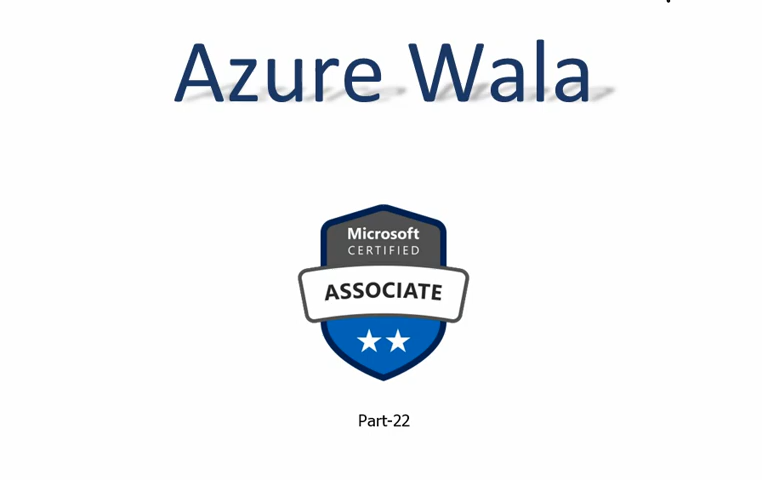 Azure Wala
Microsoft
CERTIFIED
ASSOCIATE
Part-22